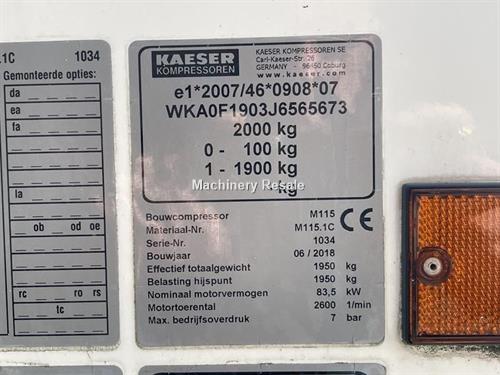 .1C 1034
Gemonteerde opties:
da
ea
fa
la
ob od oe
rc ro rs
tc
KAESER
KOMPRESSOREN
KAESER KOMPRESSOREN SE
Carl-Kaeser-Str. 26
GERMANY - 96450 Coburg
www.kaeser.com
e1*2007/46*0908*07
WKA0F1903J6565673
2000 kg
0 - 100 kg
1 - 1900 kg
kg
Machinery Resale
Bouwcompressor M115
Materiaal-Nr. M115.1C
Serie-Nr. 1034
Bouwjaar 06 / 2018
Effectief totaalgewicht 1950 kg
Belasting hijspunt 1950 kg
Nominaal motorvermogen 83,5 kW
Motortoerental 2600 1/min
Max. bedrijfsoverdruk 7 bar
CE